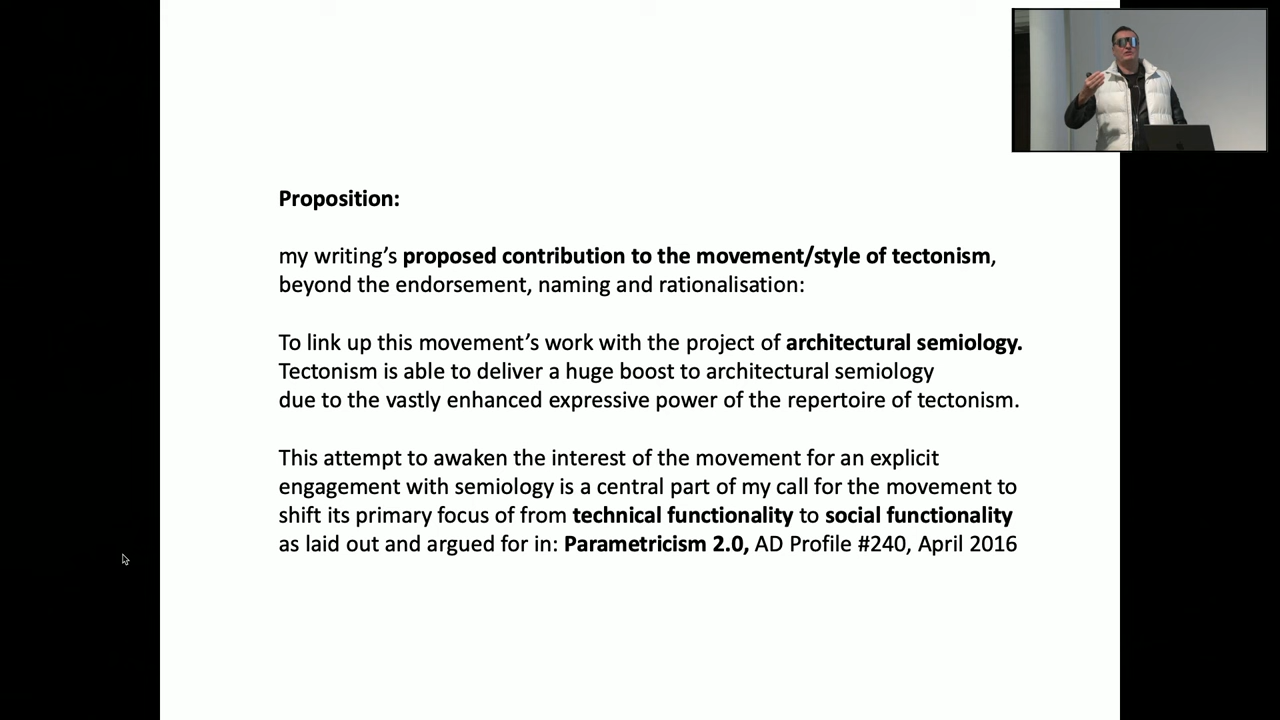 Proposition:
my writing's proposed contribution to the movement/style of tectonism,
beyond the endorsement, naming and rationalisation:
To link up this movement's work with the project of architectural semiology.
Tectonism is able to deliver a huge boost to architectural semiology
due to the vastly enhanced expressive power of the repertoire of tectonism.
This attempt to awaken the interest of the movement for an explicit
engagement with semiology is a central part of my call for the movement to
shift its primary focus of from technical functionality to social functionality
as laid out and argued for in: Parametricism 2.0, AD Profile #240, April 2016